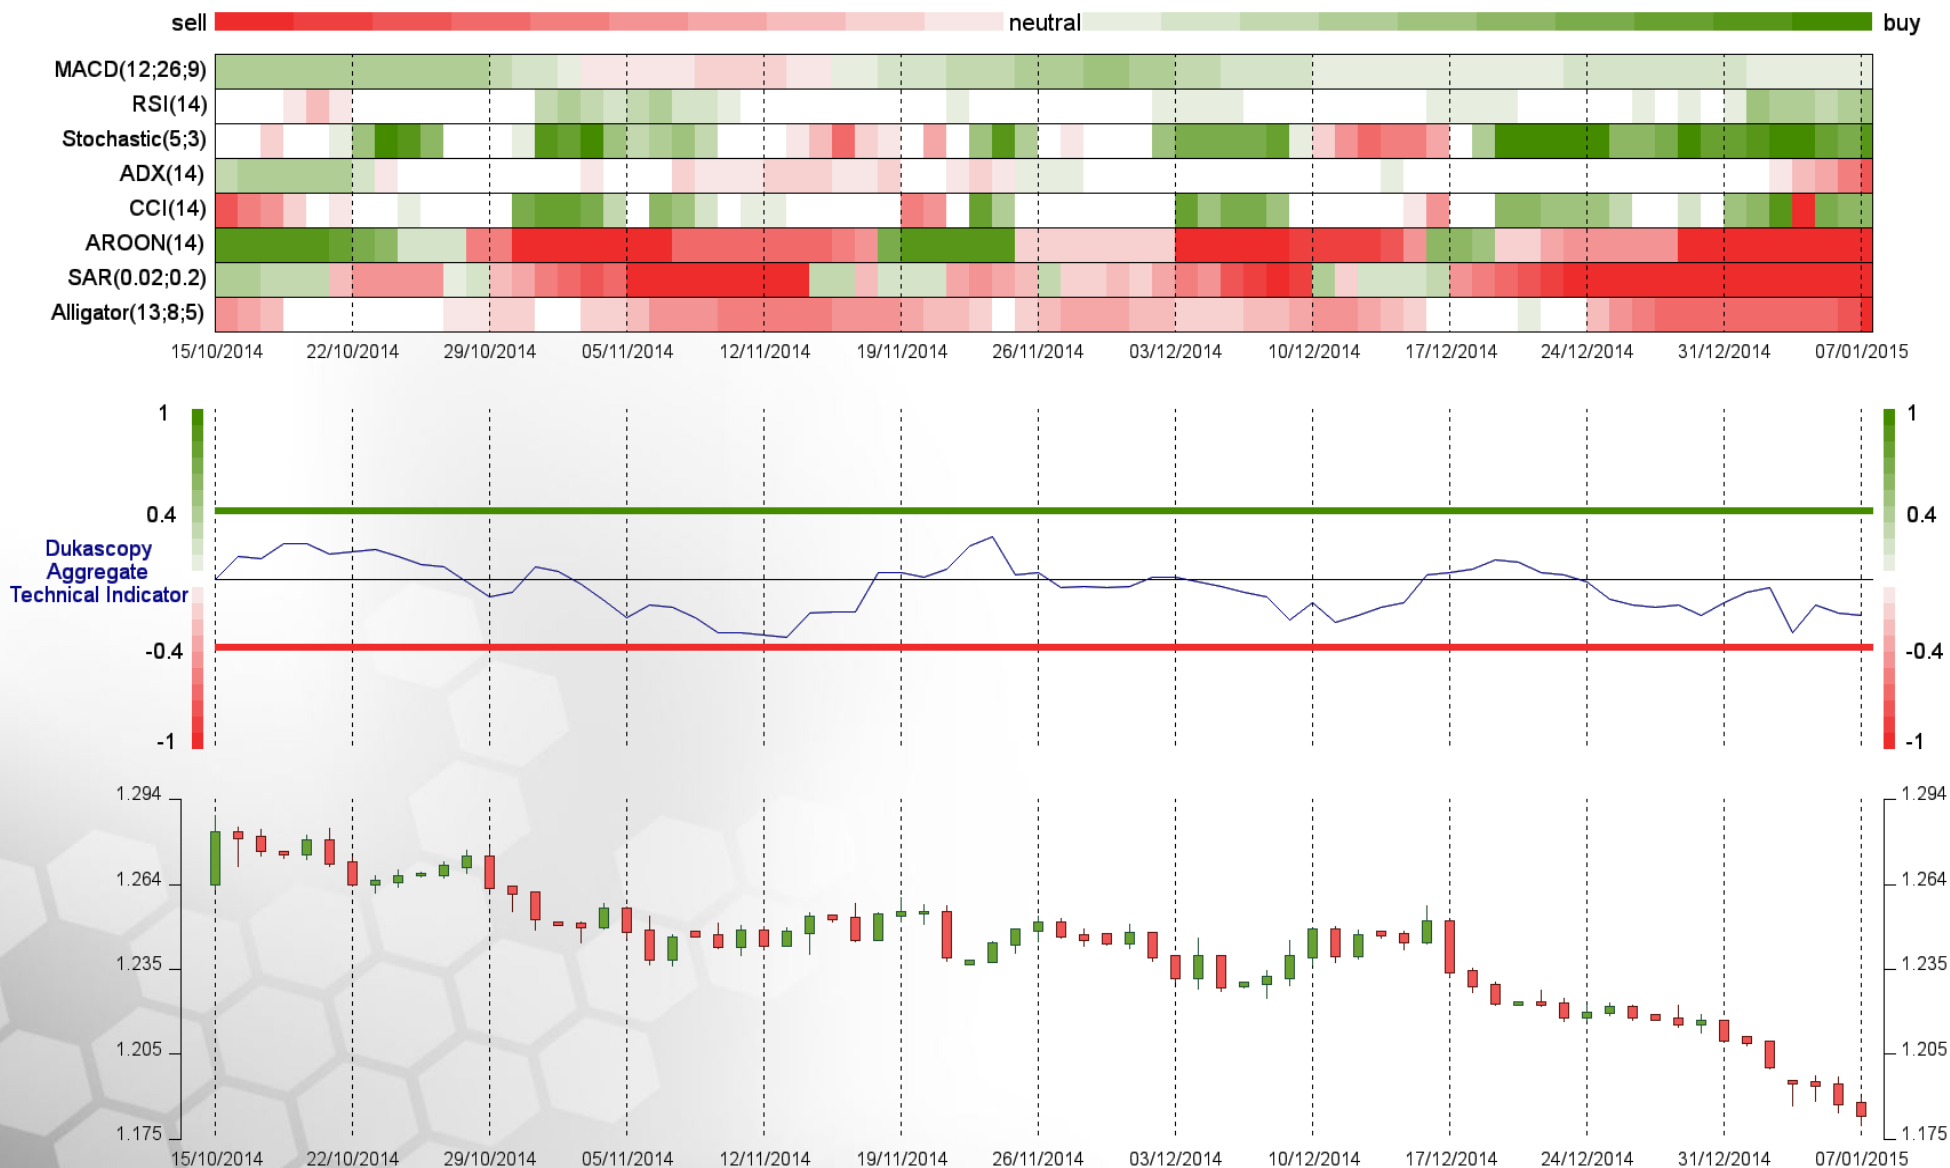 sell neutral buy
MACD(12;26;9)
RSI(14)
Stochastic(5;3)
ADX(14)
CCI(14)
AROON(14)
SAR(0.02;0.2)
Alligator(13;8;5)
15/10/2014 22/10/2014 29/10/2014 05/11/2014 12/11/2014 19/11/2014 26/11/2014 03/12/2014 10/12/2014 17/12/2014 24/12/2014 31/12/2014 07/01/2015
1 1
0.4 0.4
Dukascopy
Aggregate
Technical Indicator
-0.4 -0.4
-1 -1
1.294 1.294
1.264 1.264
1.235 1.235
1.205 1.205
1.175 1.175
15/10/2014 22/10/2014 29/10/2014 05/11/2014 12/11/2014 19/11/2014 26/11/2014 03/12/2014 10/12/2014 17/12/2014 24/12/2014 31/12/2014 07/01/2015